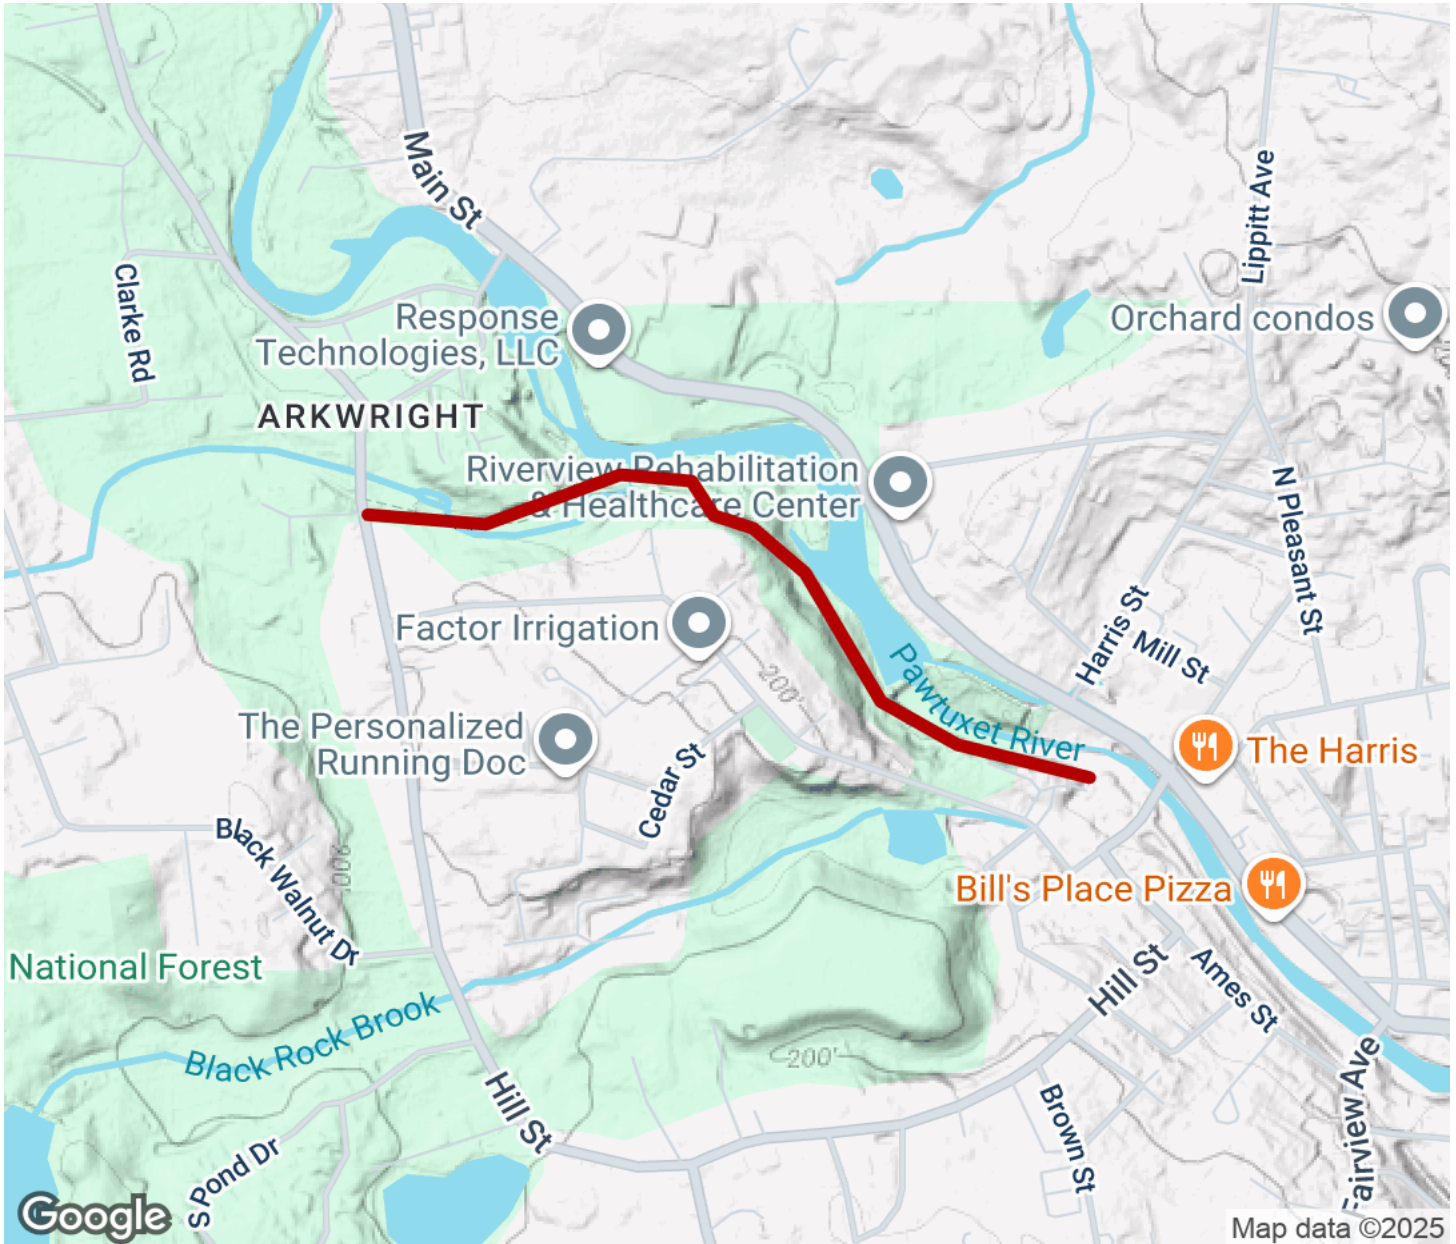 Main St
Lippitt Ave
Clarke Rd
Response
Technologies, LLC
Orchard condos
ARKWRIGHT
Riverview Rehabilitation
& Healthcare Center
N Pleasant St
Harris St
Mill St
Factor Irrigation
200'
Pawtuxet River
The Personalized
Running Doc
The Harris
Cedar St
Black Walnut Dr
200'
Bill's Place Pizza
National Forest
Hill St
Ames St
Black Rock Brook
200'
Hill St
Brown St
Fairview Ave
S Pond Dr
Google
Map data ©2025